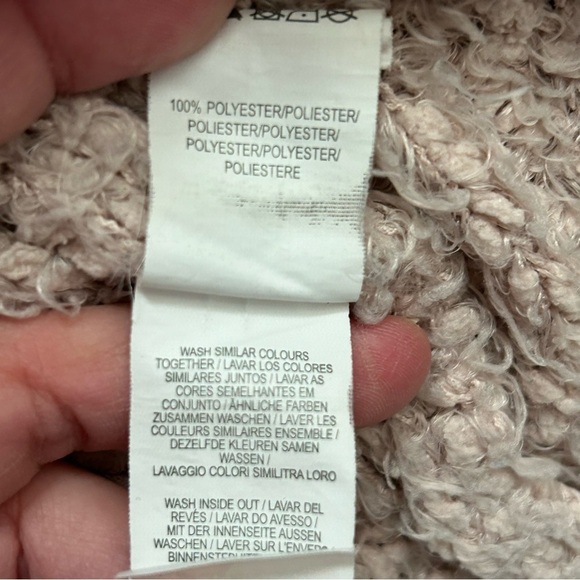 100% POLYESTER/POLIESTER/
POLIESTER/POLYESTER/
POLYESTER/POLYESTER/
POLIESTERE
WASH SIMILAR COLOURS
TOGETHER / LAVAR LOS COLORES
SIMILARES JUNTOS / LAVAR AS
CORES SEMELHANTES EM
CONJUNTO / ÄHNLICHE FARBEN
ZUSAMMEN WASCHEN / LAVER LES
COULEURS SIMILAIRES ENSEMBLE /
DEZELFDE KLEUREN SAMEN
WASSEN /
LAVAGGIO COLORI SIMILITRA LORO
WASH INSIDE OUT / LAVAR DEL
REVÉS / LAVAR DO AVESSO /
MIT DER INNENSEITE AUSSEN
WASCHEN / LAVER SUR L'ENVERS